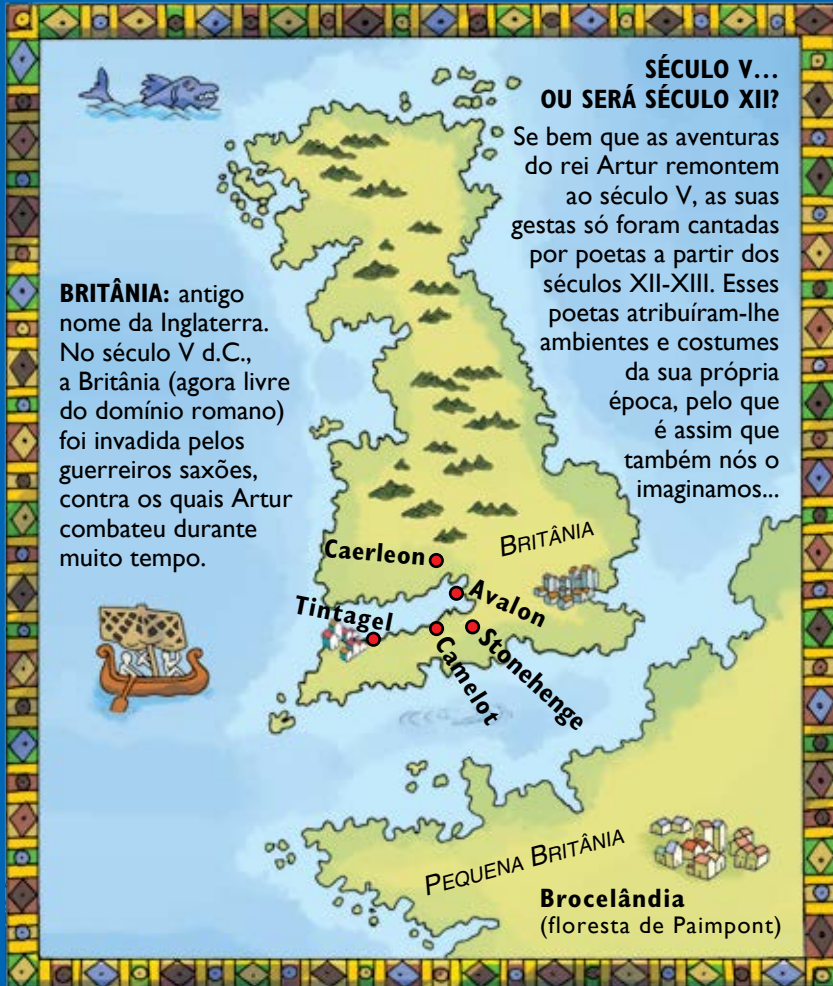 SÉCULO V...
OU SERÁ SÉCULO XII?
Se bem que as aventuras
do rei Artur remontem
ao século V, as suas
gestas só foram cantadas
por poetas a partir dos
séculos XII-XIII. Esses
poetas atribuíram-lhe
ambientes e costumes
da sua própria
época, pelo que
é assim que
também nós o
imaginamos...
BRITÂNIA: antigo
nome da Inglaterra.
No século V d.C.,
a Britânia (agora livre
do domínio romano)
foi invadida pelos
guerreiros saxões,
contra os quais Artur
combateu durante
muito tempo.
BRITÂNIA
Caerleon
Avalon
Tintagel
Stonehenge
Camelot
PEQUENA BRITÂNIA
Brocelândia
(floresta de Paimpont)